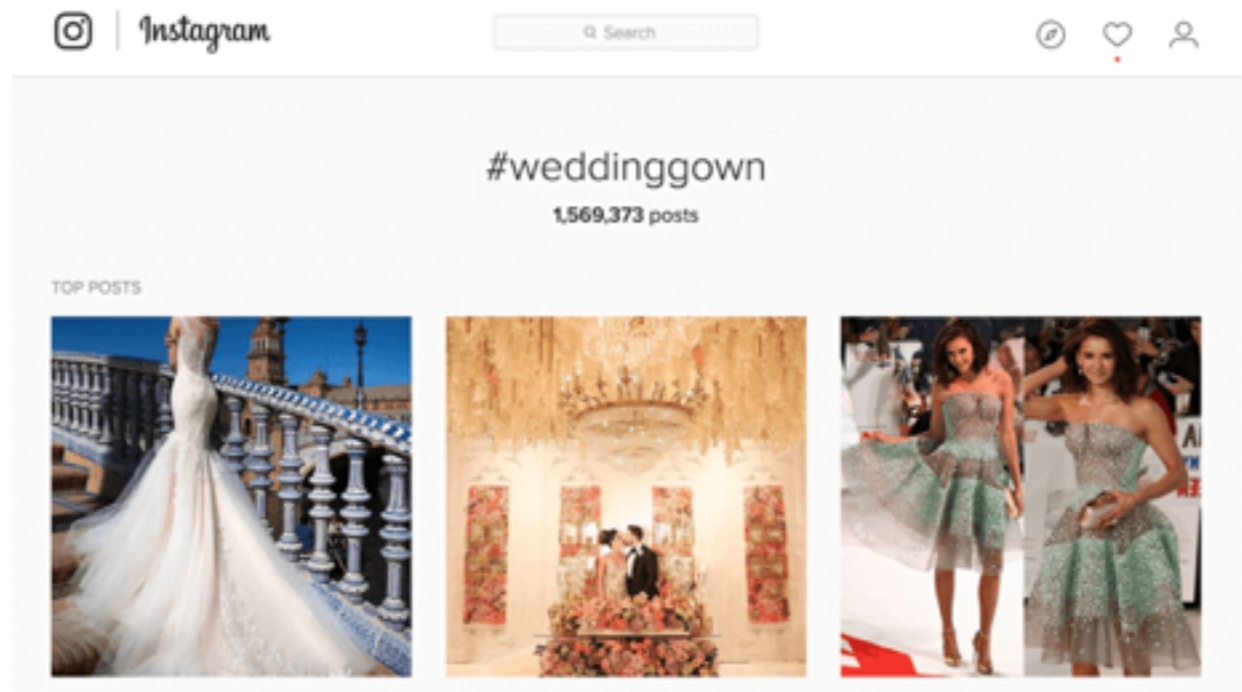 Instagram
Search
#weddinggown
1,569,373 posts
TOP POSTS